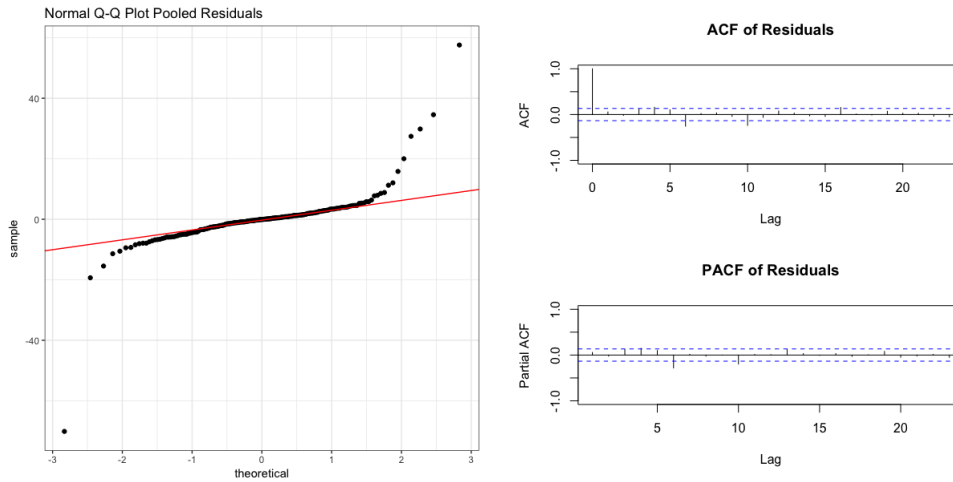 Normal Q-Q Plot Pooled Residuals
sample
40
0
-40
-3
-2
-1
0
1
2
3
theoretical
ACF of Residuals
ACF
1.0
0.0
-1.0
0
5
10
15
20
Lag
PACF of Residuals
Partial ACF
1.0
0.0
-1.0
5
10
15
20
Lag